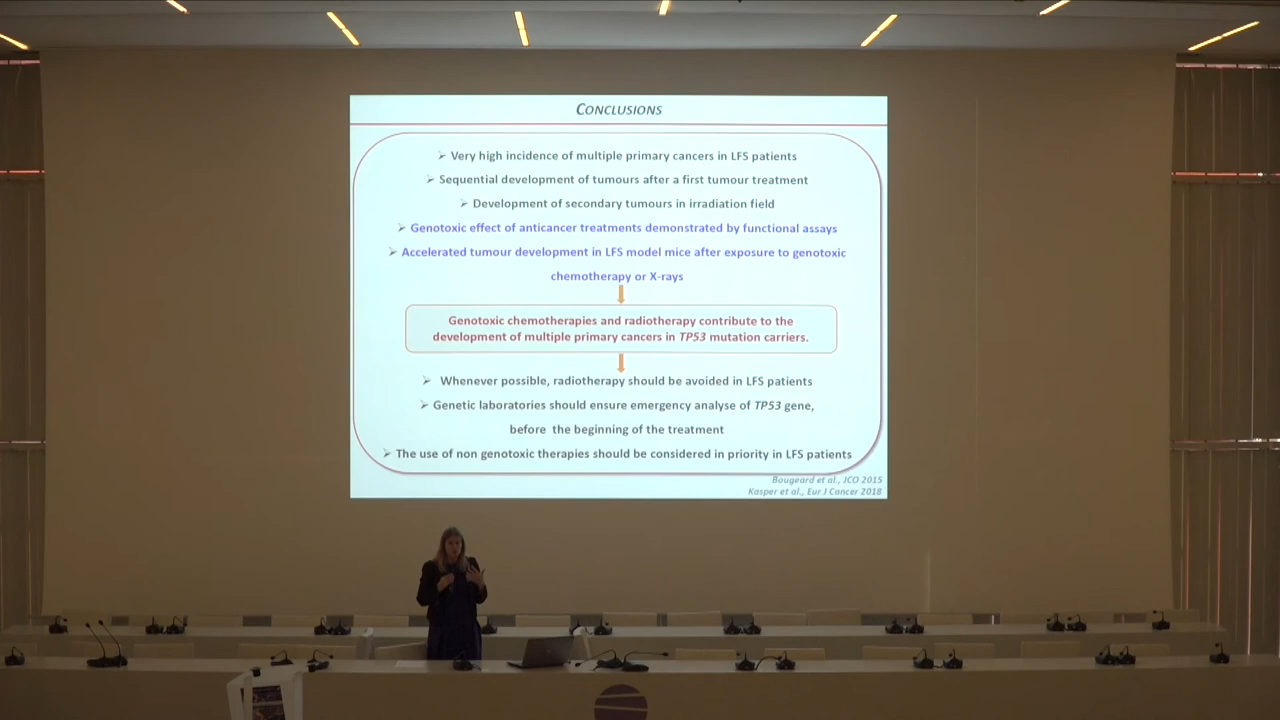 CONCLUSIONS
➢ Very high incidence of multiple primary cancers in LFS patients
➢ Sequential development of tumours after a first tumour treatment
➢ Development of secondary tumours in irradiation field
➢ Genotoxic effect of anticancer treatments demonstrated by functional assays
➢ Accelerated tumour development in LFS model mice after exposure to genotoxic
chemotherapy or X-rays
Genotoxic chemotherapies and radiotherapy contribute to the
development of multiple primary cancers in TP53 mutation carriers.
➢ Whenever possible, radiotherapy should be avoided in LFS patients
➢ Genetic laboratories should ensure emergency analyse of TP53 gene,
before the beginning of the treatment
➢ The use of non genotoxic therapies should be considered in priority in LFS patients
Bougeard et al., JCO 2015
Kasper et al., Eur J Cancer 2018